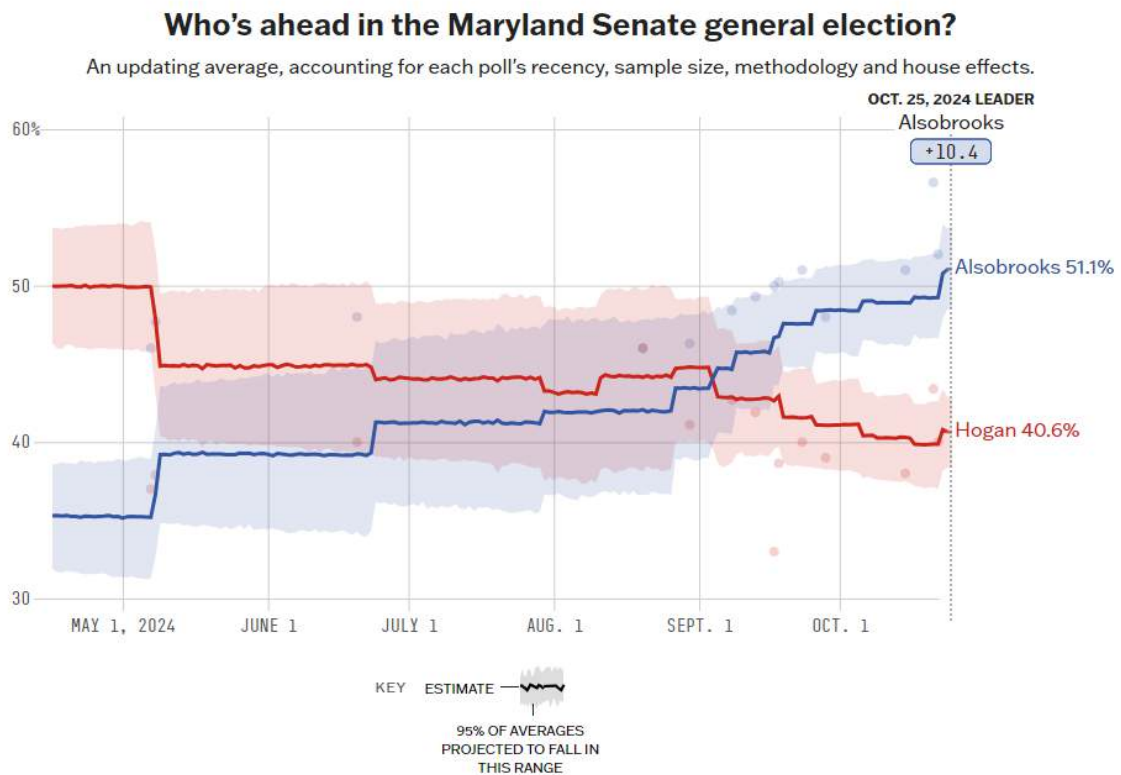 Who's ahead in the Maryland Senate general election?
An updating average, accounting for each poll's recency, sample size, methodology and house effects.
OCT. 25, 2024 LEADER
Alsobrooks
+10.4
60%
50
40
30
Alsobrooks 51.1%
Hogan 40.6%
MAY 1, 2024
JUNE 1
JULY 1
AUG. 1
SEPT. 1
OCT. 1
KEY
ESTIMATE
95% OF AVERAGES
PROJECTED TO FALL IN
THIS RANGE